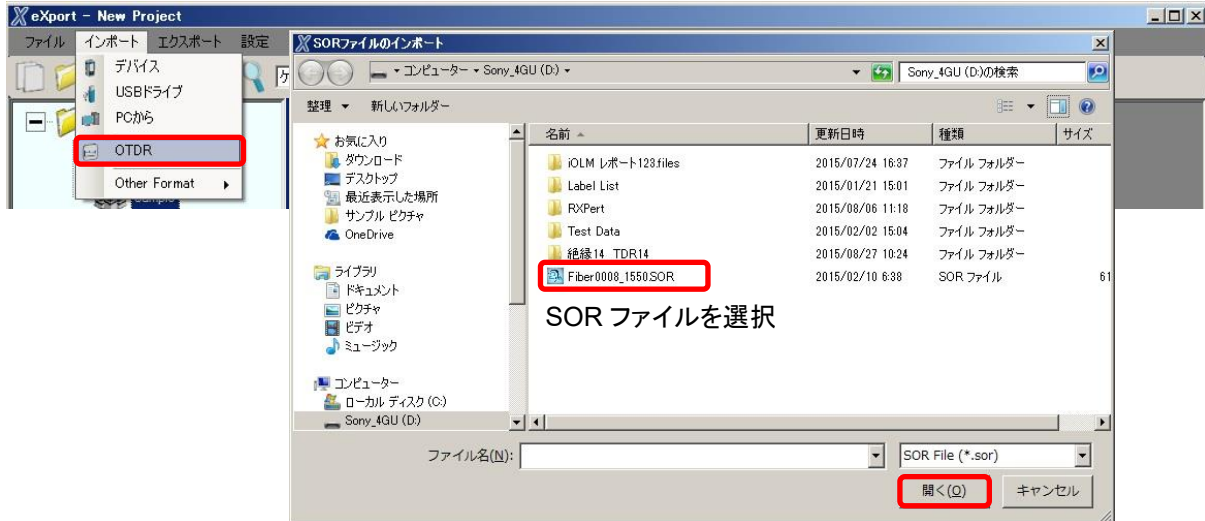 eXport - New Project
ファイル インポート エクスポート 設定
デバイス
USBドライブ
PCから
OTDR
Other Format
Sample
SORファイルのインポート
コンピューター Sony_4GU (D:)
Sony_4GU (D:)の検索
整理 新しいフォルダー
お気に入り
ダウンロード
デスクトップ
最近表示した場所
サンプル ピクチャ
OneDrive
ライブラリ
ドキュメント
ピクチャ
ビデオ
ミュージック
コンピューター
ローカル ディスク (C:)
Sony_4GU (D:)
名前 更新日時 種類 サイズ
iOLM レポート123.files 2015/07/24 16:37 ファイル フォルダー
Label List 2015/01/21 15:01 ファイル フォルダー
RXPert 2015/08/06 11:18 ファイル フォルダー
Test Data 2015/02/02 15:04 ファイル フォルダー
絶縁14 TDR14 2015/08/27 10:24 ファイル フォルダー
Fiber0008_1550.SOR 2015/02/10 6:38 SOR ファイル 61
SOR ファイルを選択
ファイル名(N):
SOR File (*.sor)
開く(O) キャンセル